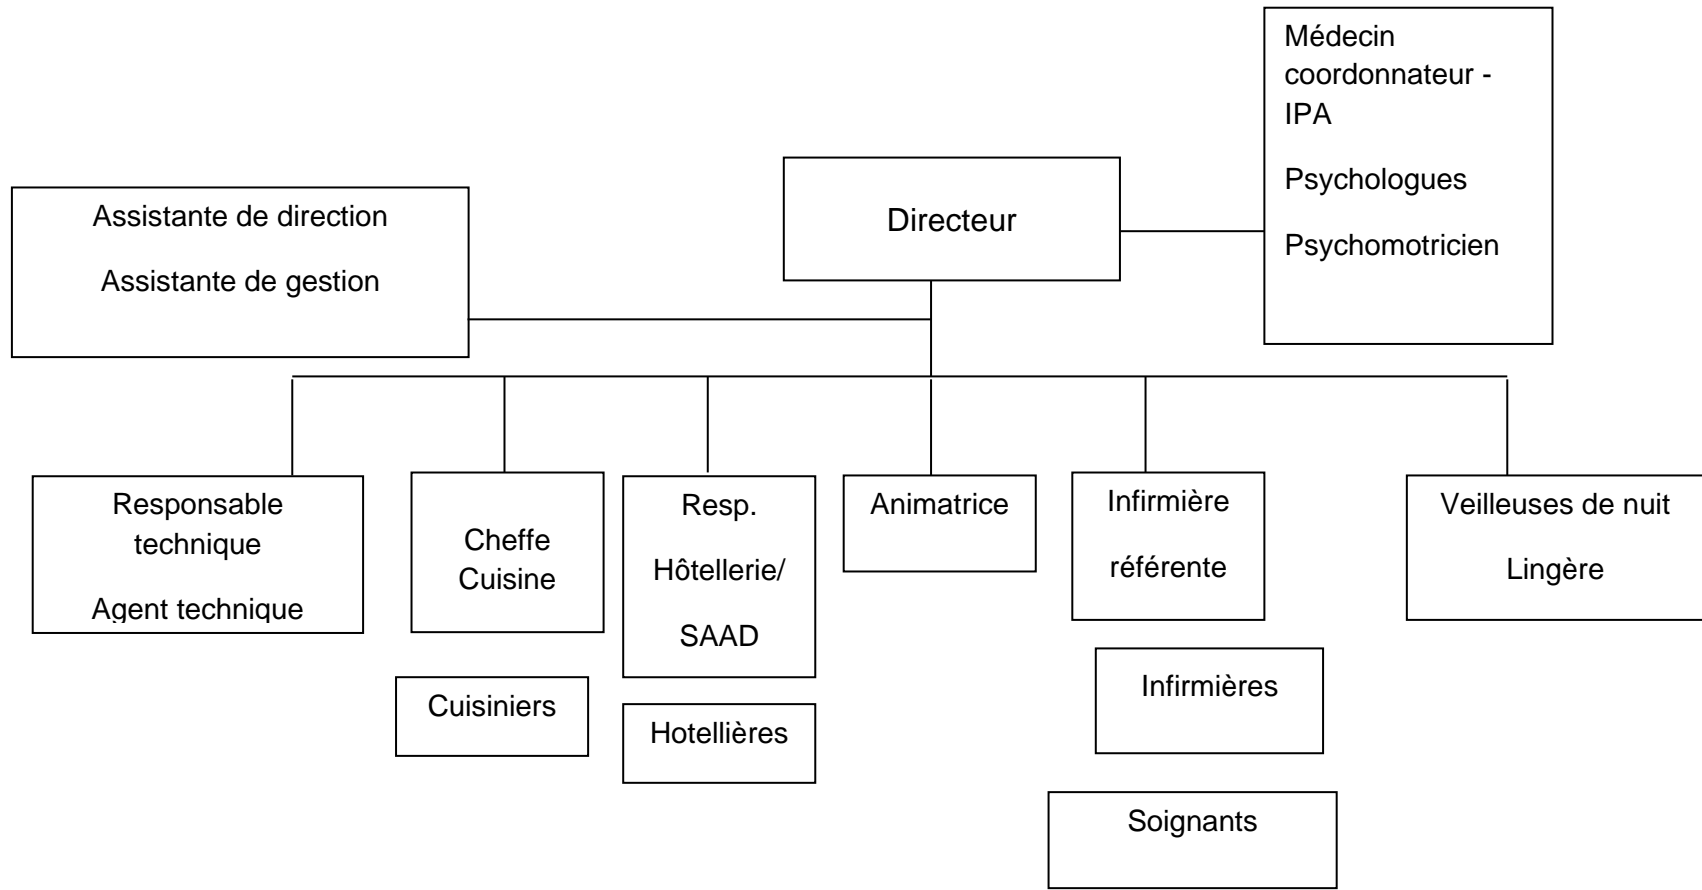 Médecin
coordonnateur -
IPA
Psychologues
Psychomotricien
Directeur
Assistante de direction
Assistante de gestion
Responsable
technique
Agent technique
Cheffe
Cuisine
Resp.
Hôtellerie/
SAAD
Animatrice
Infirmière
référente
Veilleuses de nuit
Lingère
Cuisiniers
Hotellières
Infirmières
Soignants